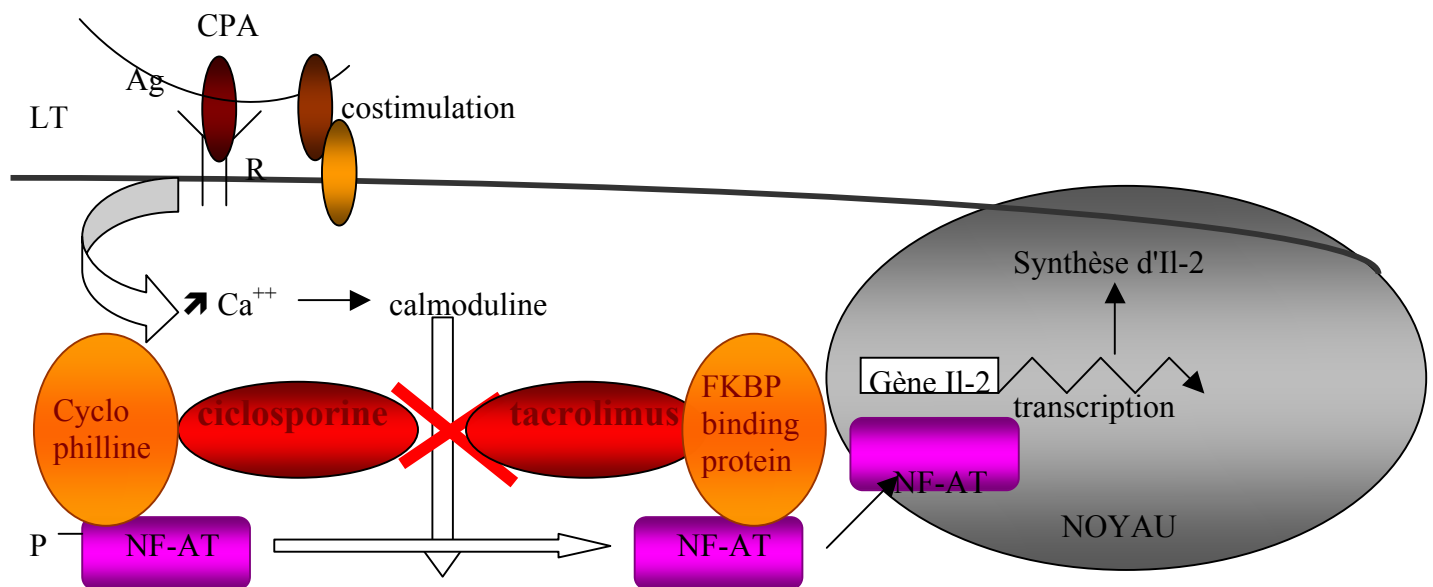 CPA
Ag
costimulation
LT
R
Synthèse d'Il-2
Ca++
calmoduline
Gène Il-2
transcription
Cyclo
philline
ciclosporine
tacrolimus
FKBP
binding
protein
NF-AT
NOYAU
P
NF-AT
NF-AT